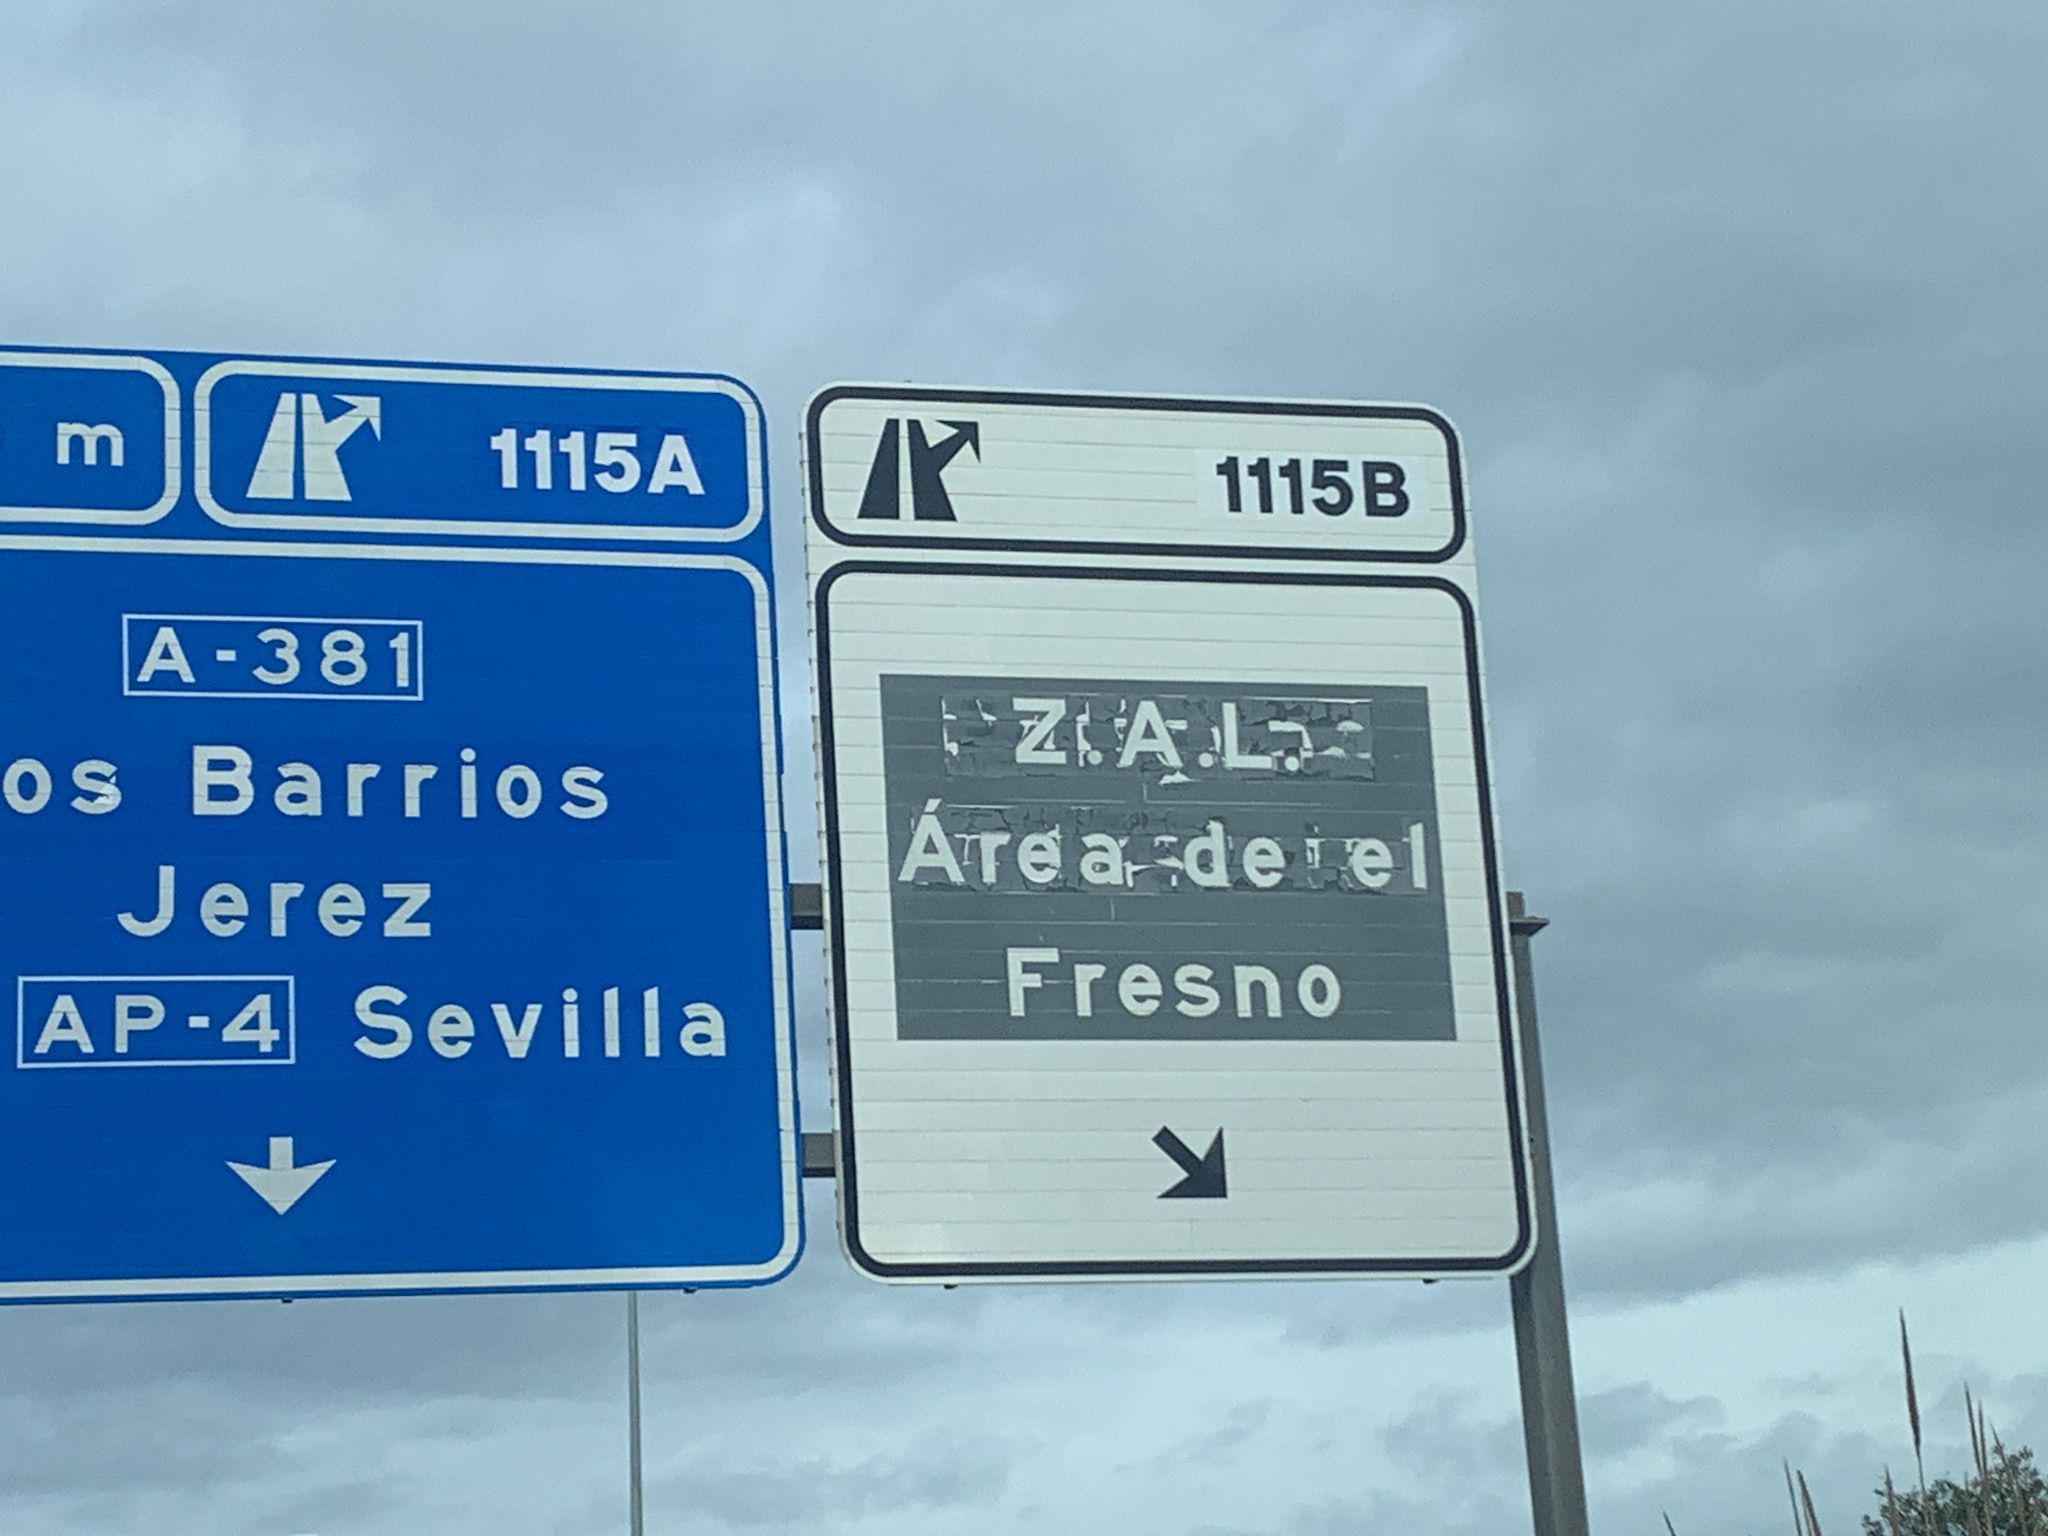 m
1115A
A-381
os Barrios
Jerez
AP-4 Sevilla
1115B
Z.A.L.
Área de el
Fresno